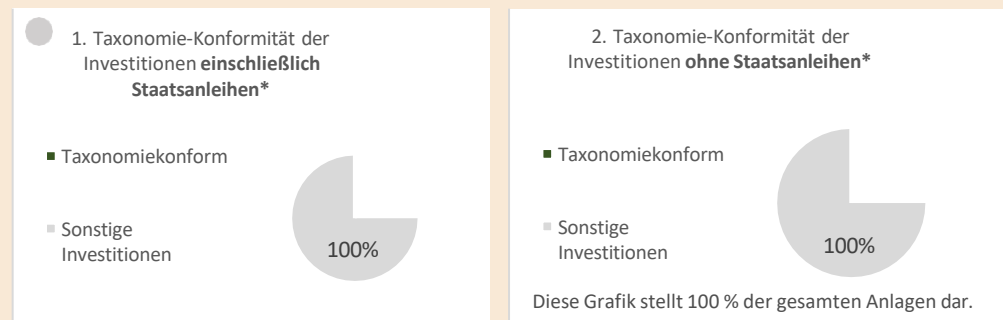 1. Taxonomie-Konformität der
Investitionen einschließlich
Staatsanleihen*
Taxonomiekonform
Sonstige
Investitionen
100%
2. Taxonomie-Konformität der
Investitionen ohne Staatsanleihen*
Taxonomiekonform
Sonstige
Investitionen
100%
Diese Grafik stellt 100 % der gesamten Anlagen dar.